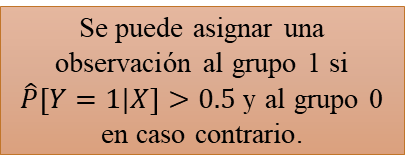 Se puede asignar una
observación al grupo 1 si
P̂[Y = 1|X] > 0.5 y al grupo 0
en caso contrario.